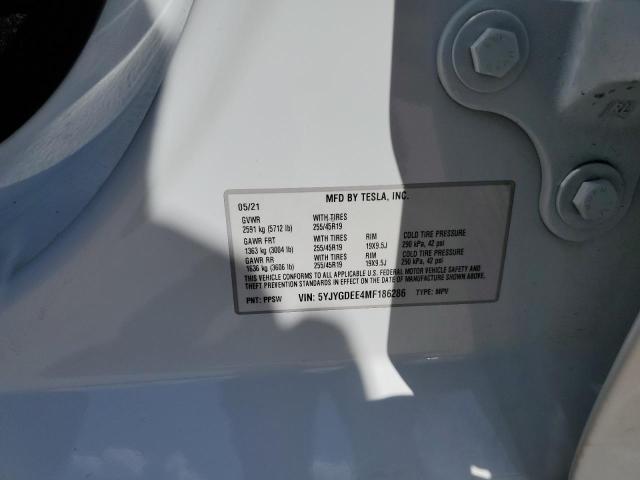 MFD BY TESLA, INC.
05/21
GVWR WITH TIRES
2591 kg (5712 lb) 255/45R19
GAWR FRT WITH TIRES RIM COLD TIRE PRESSURE
1363 kg (3004 lb) 255/45R19 19X9.5J 290 kPa, 42 psi
GAWR RR WITH TIRES RIM COLD TIRE PRESSURE
1636 kg (3606 lb) 255/45R19 19X9.5J 290 kPa, 42 psi
THIS VEHICLE CONFORMS TO ALL APPLICABLE U.S. FEDERAL MOTOR VEHICLE SAFETY AND
THEFT PREVENTION STANDARDS IN EFFECT ON THE DATE OF MANUFACTURE SHOWN ABOVE.
PNT: PPSW VIN: 5YJYGDEE4MF186286 TYPE: MPV